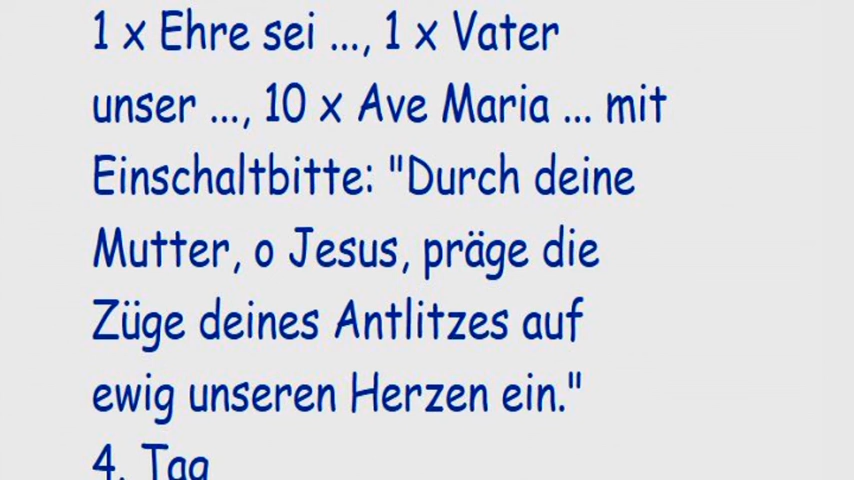 1 x Ehre sei ..., 1 x Vater
unser ..., 10 x Ave Maria ... mit
Einschaltbitte: "Durch deine
Mutter, o Jesus, präge die
Züge deines Antlitzes auf
ewig unseren Herzen ein."
4. Tag